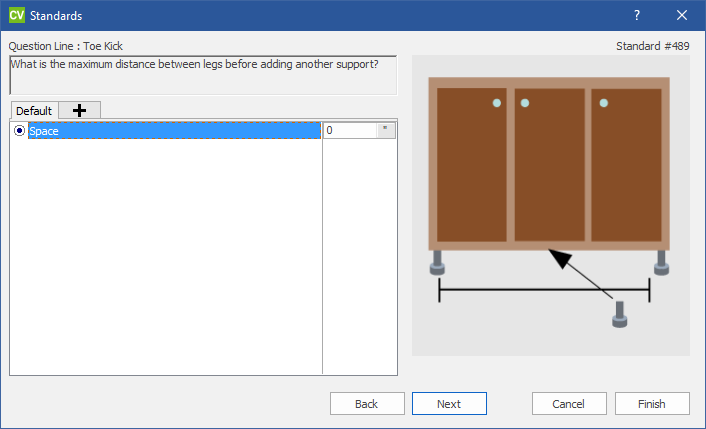 CV Standards ?
Question Line : Toe Kick Standard #489
What is the maximum distance between legs before adding another support?
Default
Space 0 "
Back Next Cancel Finish